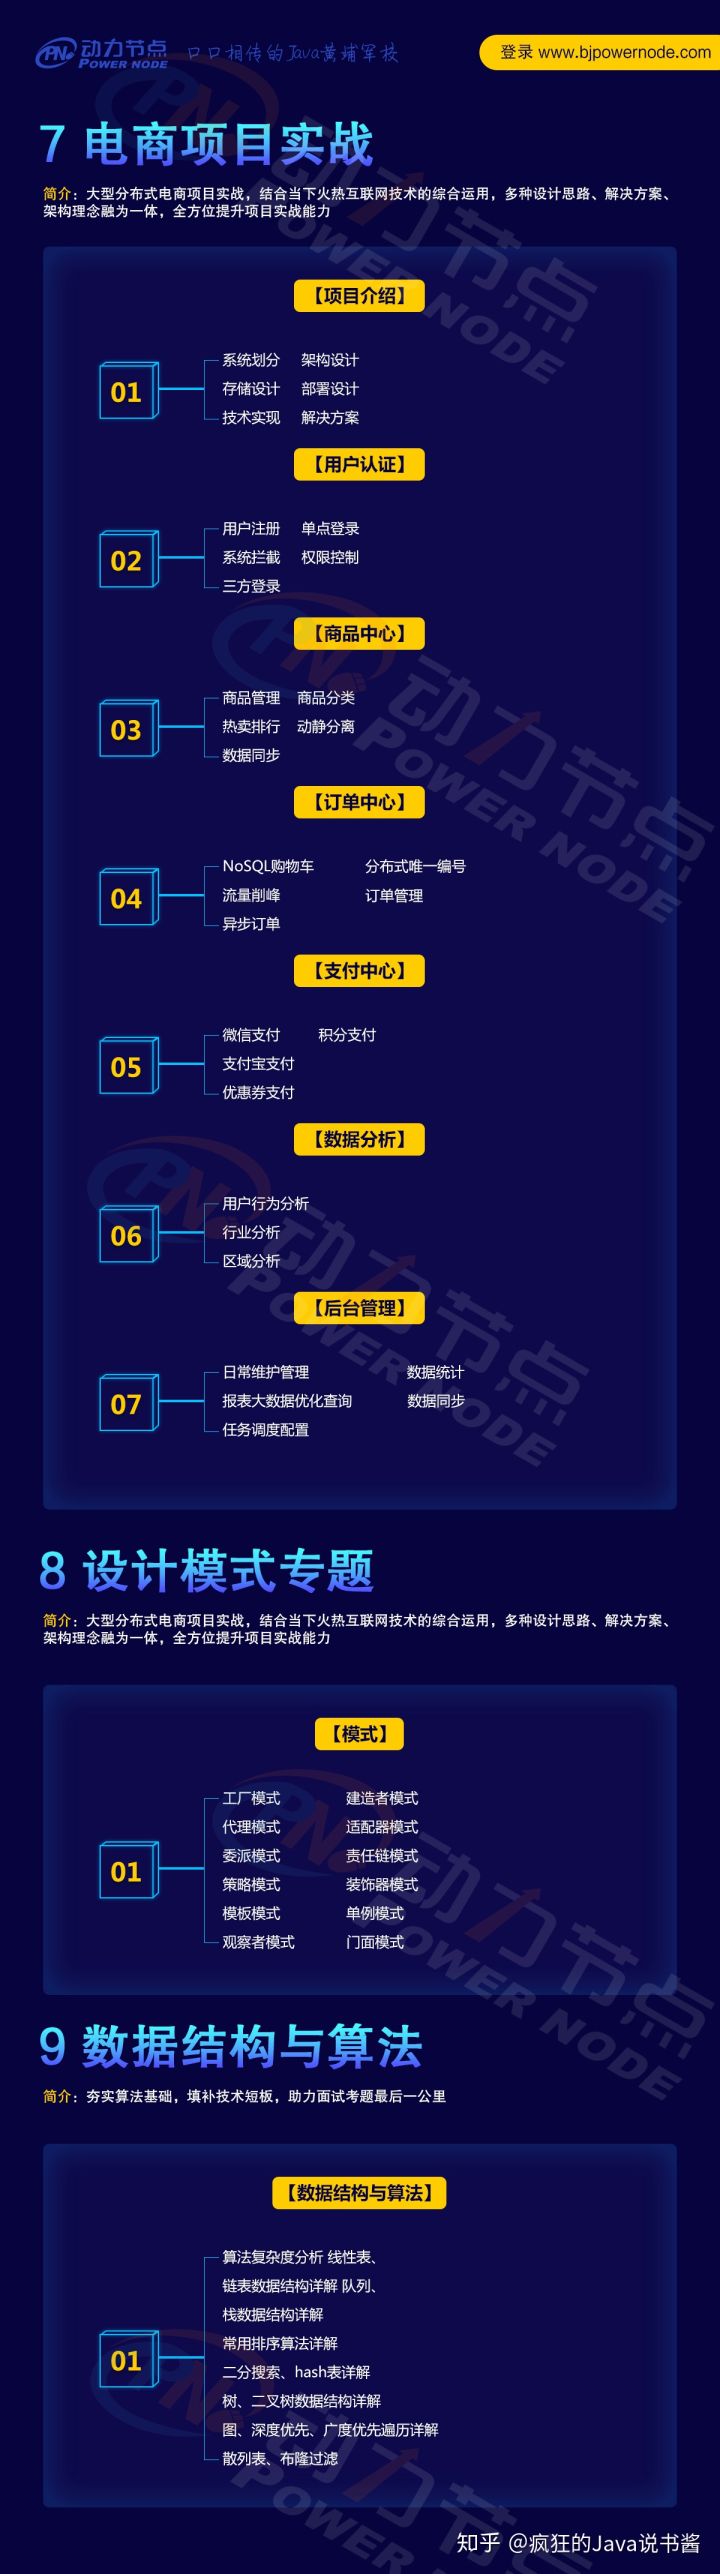 动力节点
POWER NODE
口口相传的Java黄埔军校
登录 www.bjpowernode.com
7 电商项目实战
简介：大型分布式电商项目实战，结合当下火热互联网技术的综合运用，多种设计思路、解决方案、
架构理念融为一体，全方位提升项目实战能力
【项目介绍】
01
系统划分 架构设计
存储设计 部署设计
技术实现 解决方案
【用户认证】
02
用户注册 单点登录
系统拦截 权限控制
三方登录
【商品中心】
03
商品管理 商品分类
热卖排行 动静分离
数据同步
【订单中心】
04
NoSQL购物车 分布式唯一编号
流量削峰 订单管理
异步订单
【支付中心】
05
微信支付 积分支付
支付宝支付
优惠券支付
【数据分析】
06
用户行为分析
行业分析
区域分析
【后台管理】
07
日常维护管理 数据统计
报表大数据优化查询 数据同步
任务调度配置
8 设计模式专题
简介：大型分布式电商项目实战，结合当下火热互联网技术的综合运用，多种设计思路、解决方案、
架构理念融为一体，全方位提升项目实战能力
【模式】
01
工厂模式 建造者模式
代理模式 适配器模式
委派模式 责任链模式
策略模式 装饰器模式
模板模式 单例模式
观察者模式 门面模式
9 数据结构与算法
简介：夯实算法基础，填补技术短板，助力面试考题最后一公里
【数据结构与算法】
01
算法复杂度分析 线性表、
链表数据结构详解 队列、
栈数据结构详解
常用排序算法详解
二分搜索、hash表详解
树、二叉树数据结构详解
图、深度优先、广度优先遍历详解
散列表、布隆过滤
知乎 @疯狂的Java说书酱